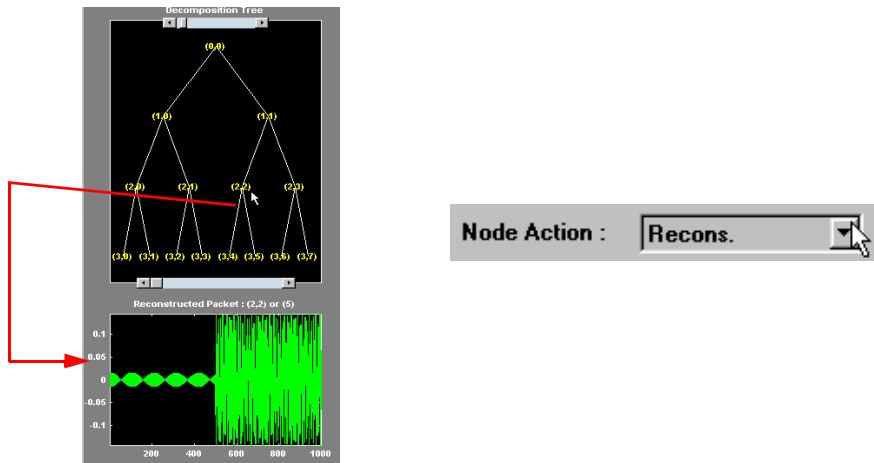 Decomposition Tree
(0,0)
(1,0) (1,1)
(2,0) (2,1) (2,2) (2,3)
(3,0) (3,1) (3,2) (3,3) (3,4) (3,5) (3,6) (3,7)
Reconstructed Packet : (2,2) or (5)
0.1
0.05
0
-0.05
-0.1
200 400 600 800 1000
Node Action : Recons.